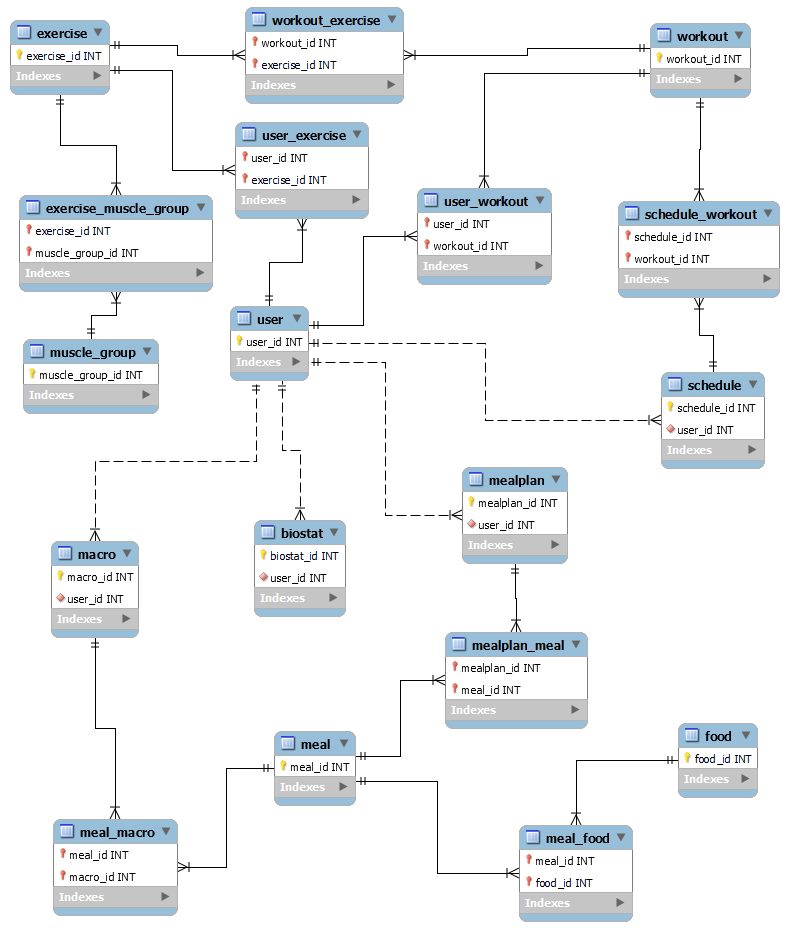 exercise
exercise_id INT
Indexes
workout_exercise
workout_id INT
exercise_id INT
Indexes
workout
workout_id INT
Indexes
user_exercise
user_id INT
exercise_id INT
Indexes
exercise_muscle_group
exercise_id INT
muscle_group_id INT
Indexes
user_workout
user_id INT
workout_id INT
Indexes
schedule_workout
schedule_id INT
workout_id INT
Indexes
user
user_id INT
Indexes
muscle_group
muscle_group_id INT
Indexes
schedule
schedule_id INT
user_id INT
Indexes
mealplan
mealplan_id INT
user_id INT
Indexes
biostat
biostat_id INT
user_id INT
Indexes
macro
macro_id INT
user_id INT
Indexes
mealplan_meal
mealplan_id INT
meal_id INT
Indexes
meal
meal_id INT
Indexes
food
food_id INT
Indexes
meal_macro
meal_id INT
macro_id INT
Indexes
meal_food
meal_id INT
food_id INT
Indexes